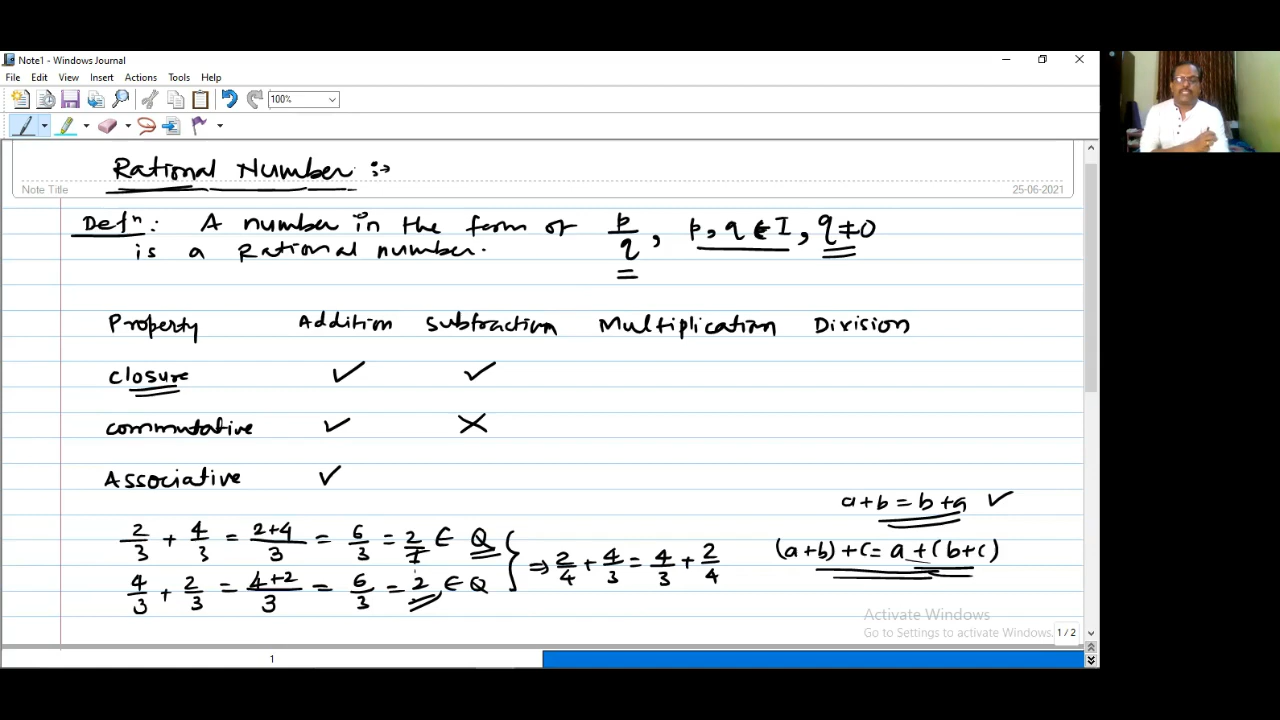 Note1 - Windows Journal
File Edit View Insert Actions Tools Help
100%
Rational Number :→
Note Title
25-06-2021
Defⁿ : A number in the form of p/q, p, q ∈ I, q ≠ 0
is a Rational number.
Property Addition Subtraction Multiplication Division
closure ✓ ✓
commutative ✓ ×
Associative ✓
a+b = b+a ✓
(a+b)+c = a+(b+c)
2/3 + 4/3 = (2+4)/3 = 6/3 = 2/1 ∈ Q
4/3 + 2/3 = (4+2)/3 = 6/3 = 2 ∈ Q
} ⇒ 2/4 + 4/3 = 4/3 + 2/4
Activate Windows
Go to Settings to activate Windows.
1 / 2
1